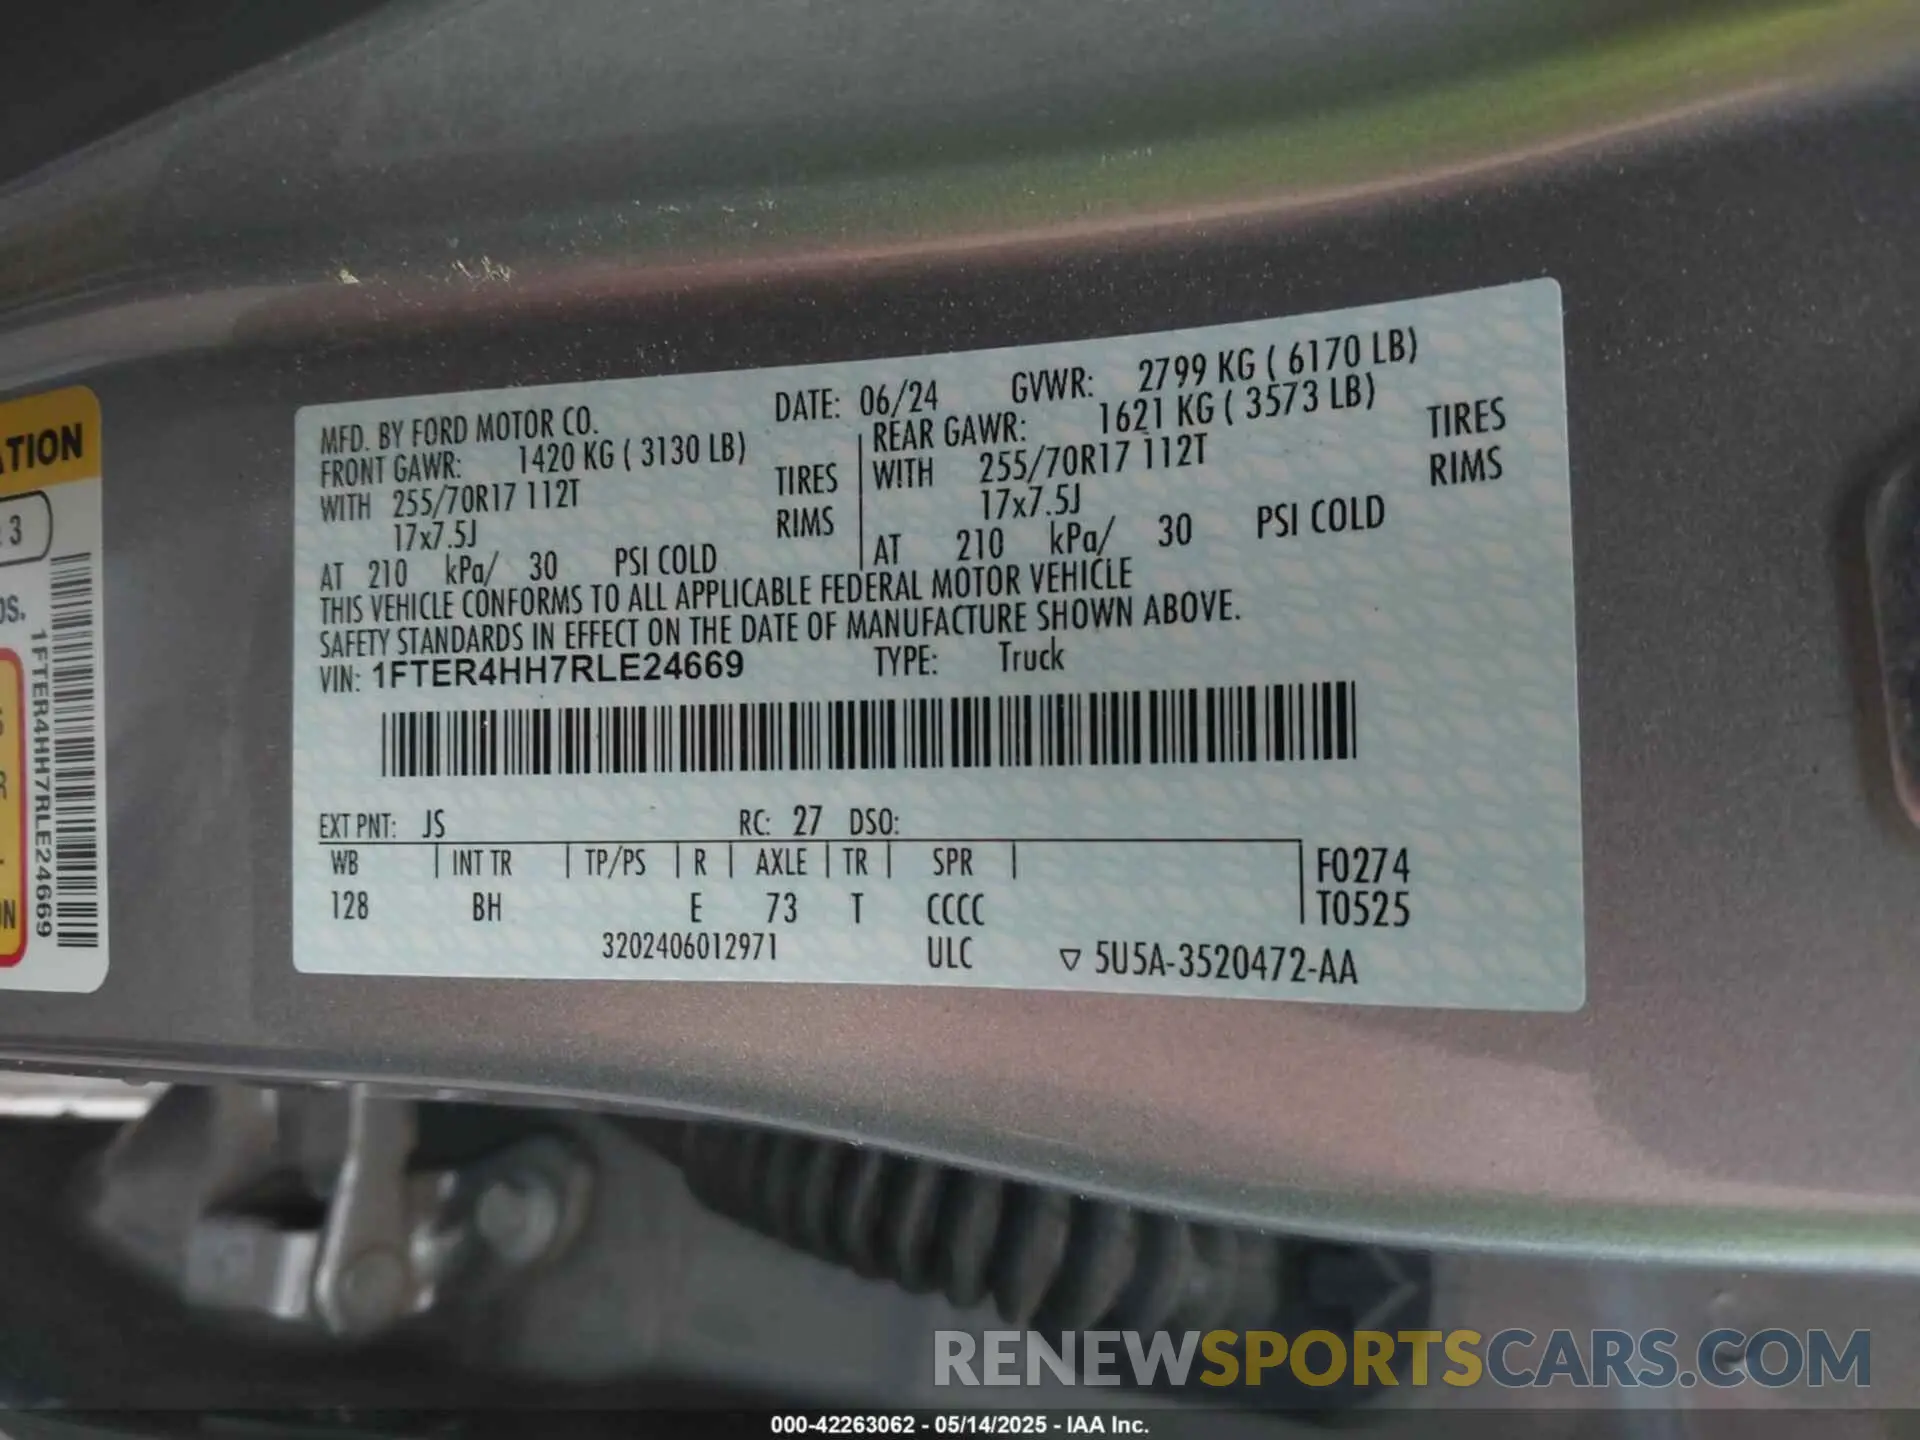 MFD. BY FORD MOTOR CO. DATE: 06/24 GVWR: 2799 KG ( 6170 LB)
FRONT GAWR: 1420 KG ( 3130 LB) REAR GAWR: 1621 KG ( 3573 LB)
WITH 255/70R17 112T TIRES WITH 255/70R17 112T TIRES
17x7.5J RIMS 17x7.5J RIMS
AT 210 kPa/ 30 PSI COLD AT 210 kPa/ 30 PSI COLD
THIS VEHICLE CONFORMS TO ALL APPLICABLE FEDERAL MOTOR VEHICLE
SAFETY STANDARDS IN EFFECT ON THE DATE OF MANUFACTURE SHOWN ABOVE.
VIN: 1FTER4HH7RLE24669 TYPE: Truck
EXT PNT: JS RC: 27 DSO:
WB INT TR TP/PS R AXLE TR SPR F0274
128 BH E 73 T CCCC T0525
3202406012971 ULC ▽ 5U5A-3520472-AA
ATION
3
1FTER4HH7RLE24669
RENEWSPORTSCARS.COM
000-42263062 - 05/14/2025 - IAA Inc.